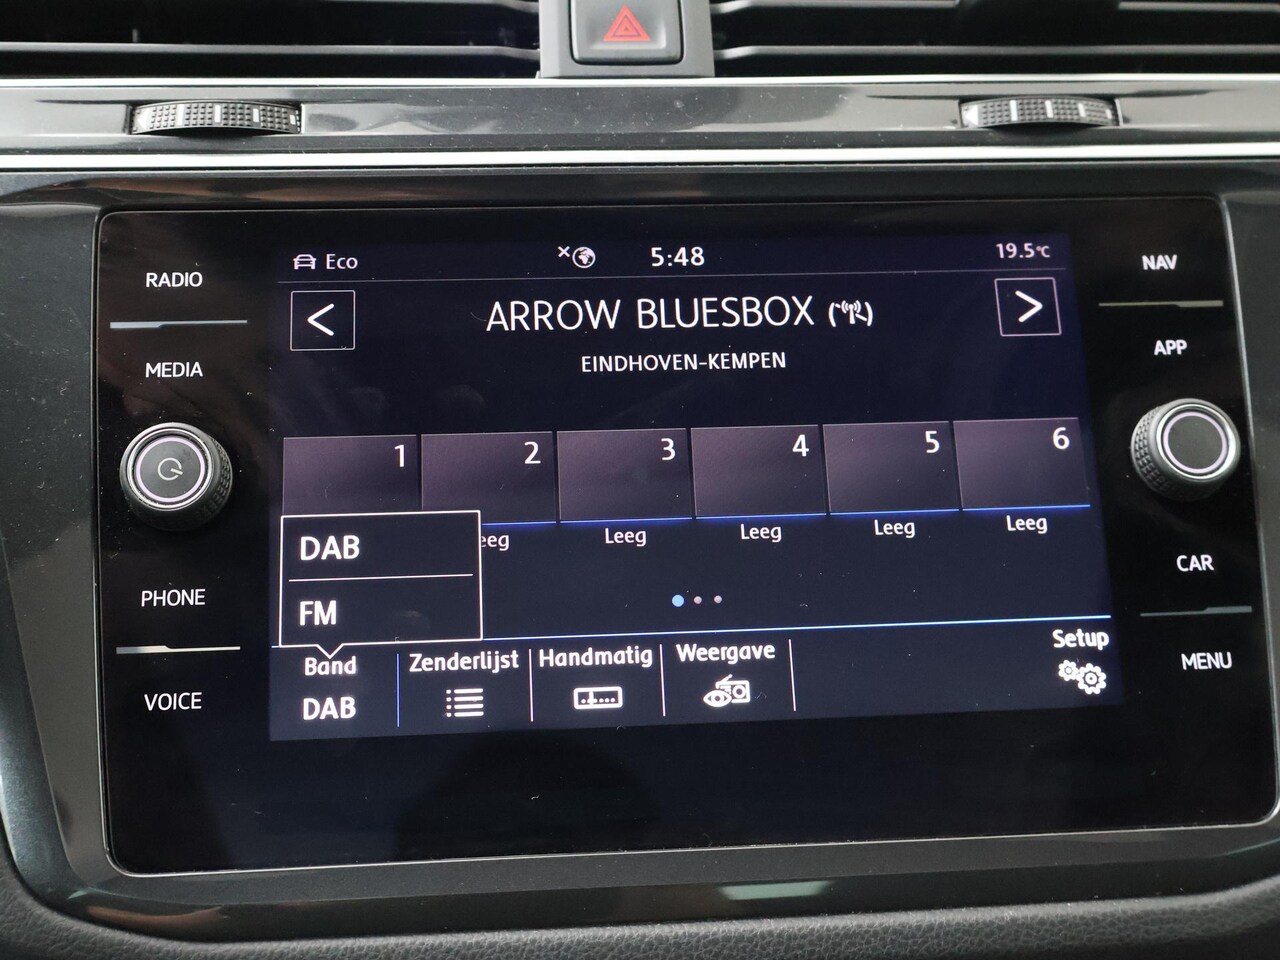 Eco 5:48 19.5°C
ARROW BLUESBOX
EINDHOVEN-KEMPEN
RADIO
MEDIA
PHONE
VOICE
1 2 3 4 5 6
eeg Leeg Leeg Leeg Leeg
DAB
FM
Band Zenderlijst Handmatig Weergave Setup
DAB
NAV
APP
CAR
MENU